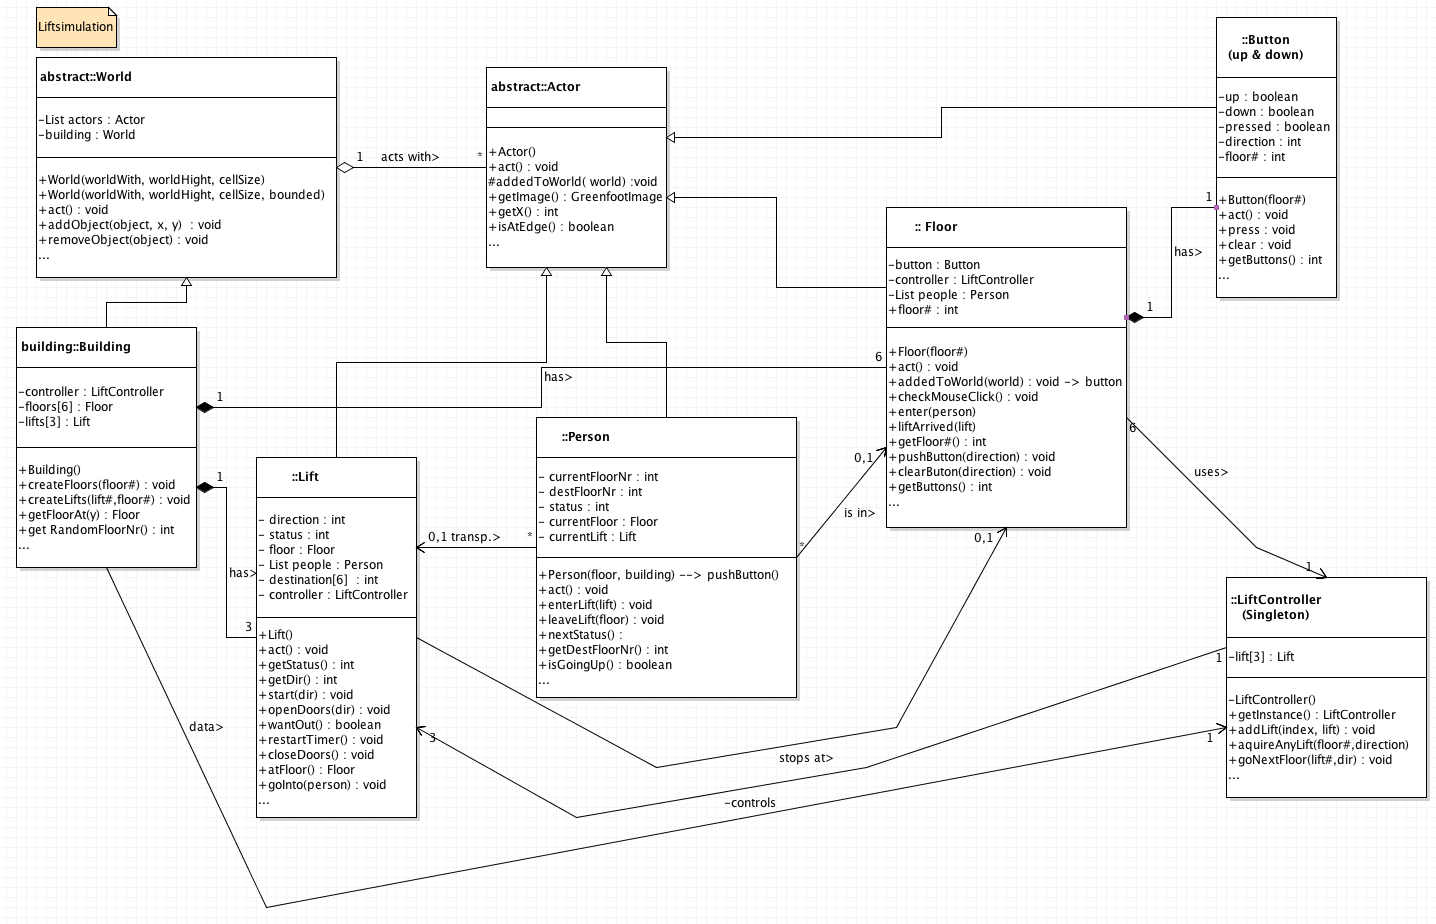 Liftsimulation
abstract::World
-List actors : Actor
-building : World
+World(worldWith, worldHight, cellSize)
+World(worldWith, worldHight, cellSize, bounded)
+act() : void
+addObject(object, x, y)  : void
+removeObject(object) : void
...
1
acts with>
*
abstract::Actor
+Actor()
+act() : void
#addedToWorld( world) :void
+getImage() : GreenfootImage
+getX() : int
+isAtEdge() : boolean
...
::Button
(up & down)
-up : boolean
-down : boolean
-pressed : boolean
-direction : int
-floor# : int
+Button(floor#)
+act() : void
+press : void
+clear : void
+getButtons() : int
...
1
has>
1
:: Floor
-button : Button
-controller : LiftController
-List people : Person
+floor# : int
+Floor(floor#)
+act() : void
+addedToWorld(world) : void -> button
+checkMouseClick() : void
+enter(person)
+liftArrived(lift)
+getFloor#() : int
+pushButton(direction) : void
+clearButon(direction) : void
+getButtons() : int
...
6
has>
1
building::Building
-controller : LiftController
-floors[6] : Floor
-lifts[3] : Lift
+Building()
+createFloors(floor#) : void
+createLifts(lift#,floor#) : void
+getFloorAt(y) : Floor
+get RandomFloorNr() : int
...
1
has>
3
::Lift
- direction : int
- status : int
- floor : Floor
- List people : Person
- destination[6]  : int
- controller : LiftController
+Lift()
+act() : void
+getStatus() : int
+getDir() : int
+start(dir) : void
+openDoors(dir) : void
+wantOut() : boolean
+restartTimer() : void
+closeDoors() : void
+atFloor() : Floor
+goInto(person) : void
...
0,1 transp.>
*
::Person
- currentFloorNr : int
- destFloorNr : int
- status : int
- currentFloor : Floor
- currentLift : Lift
+Person(floor, building) --> pushButton()
+act() : void
+enterLift(lift) : void
+leaveLift(floor) : void
+nextStatus() :
+getDestFloorNr() : int
+isGoingUp() : boolean
...
*
is in>
0,1
0,1
stops at>
6
uses>
1
::LiftController
(Singleton)
-lift[3] : Lift
-LiftController()
+getInstance() : LiftController
+addLift(index, lift) : void
+aquireAnyLift(floor#,direction)
+goNextFloor(lift#,dir) : void
...
1
3
-controls
data>
1